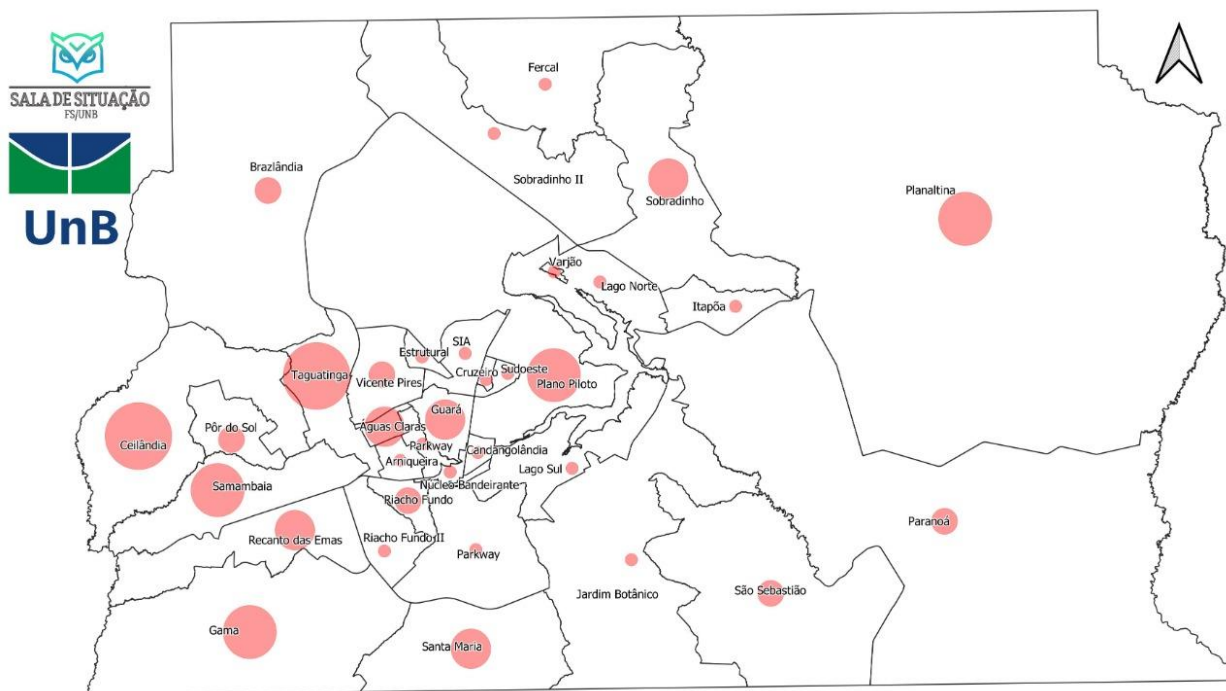 SALA DE SITUAÇÃO
FS/UNB
UnB
Fercal
Brazlândia
Sobradinho II
Sobradinho
Planaltina
Varjão
Lago Norte
Itapõa
Estrutural
SIA
Taguatinga
Vicente Pires
Cruzeiro
Sudoeste
Plano Piloto
Ceilândia
Pôr do Sol
Águas Claras
Guará
Parkway
Candangolândia
Arniqueira
Lago Sul
Samambaia
Núcleo Bandeirante
Riacho Fundo
Recanto das Emas
Riacho Fundo II
Parkway
Paranoá
Jardim Botânico
São Sebastião
Gama
Santa Maria